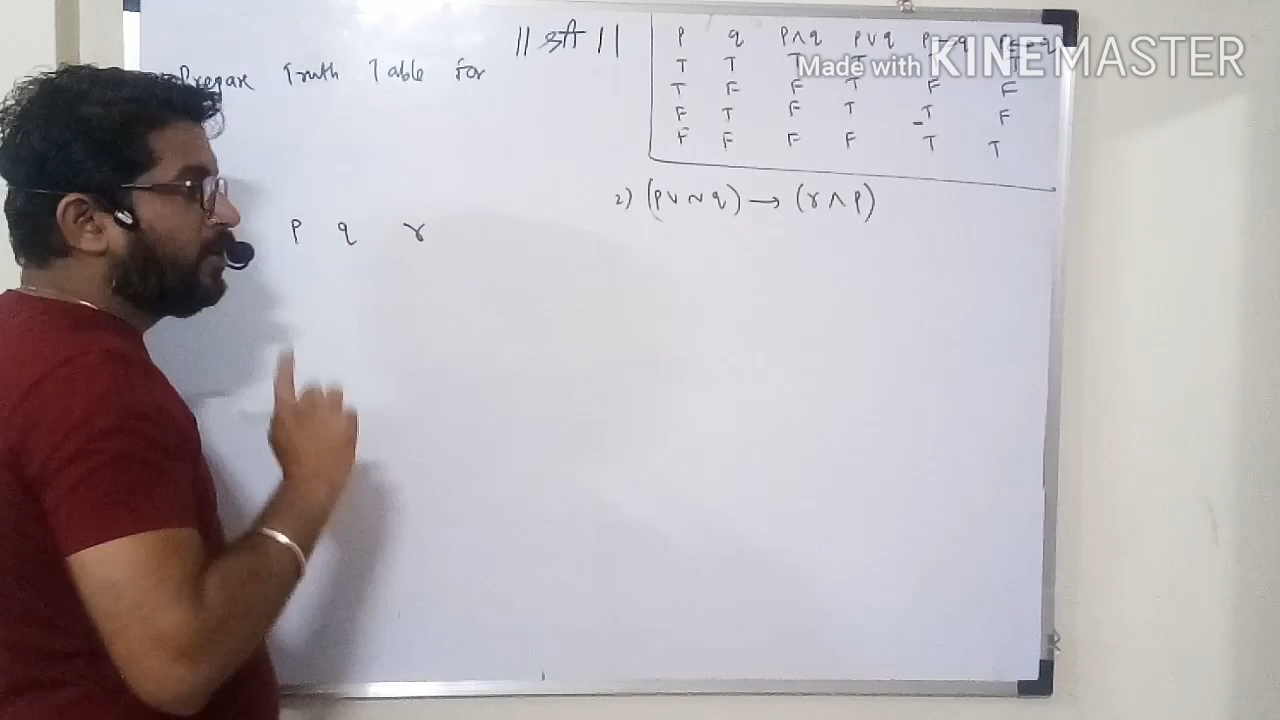 || श्री ||
Prepare Truth Table For
p q p∧q p∨q p→q p↔q
T T T T T T
T F F T F F
F T F T T F
F F F F T T
Made with KINEMASTER
2) (p∨~q) → (r∧p)
p q r